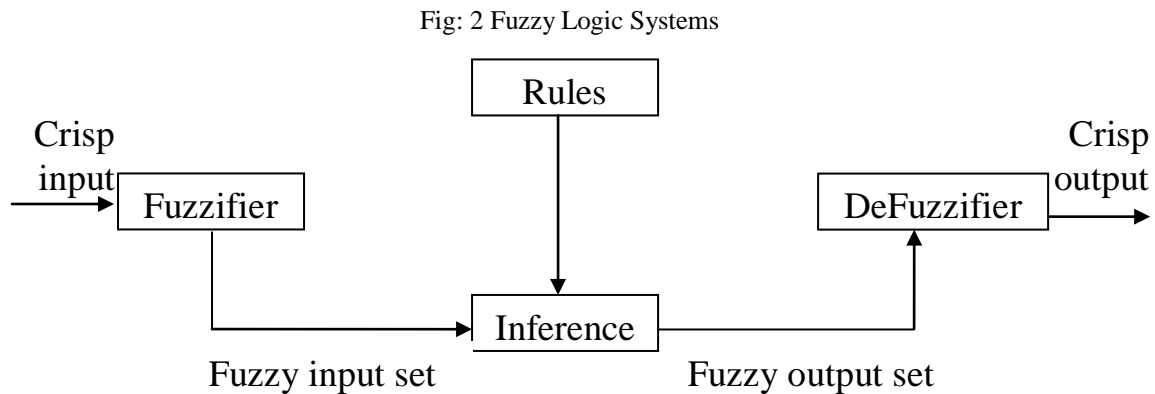 Fig: 2 Fuzzy Logic Systems
Rules
Crisp
input
Fuzzifier
Crisp
output
DeFuzzifier
Inference
Fuzzy input set
Fuzzy output set